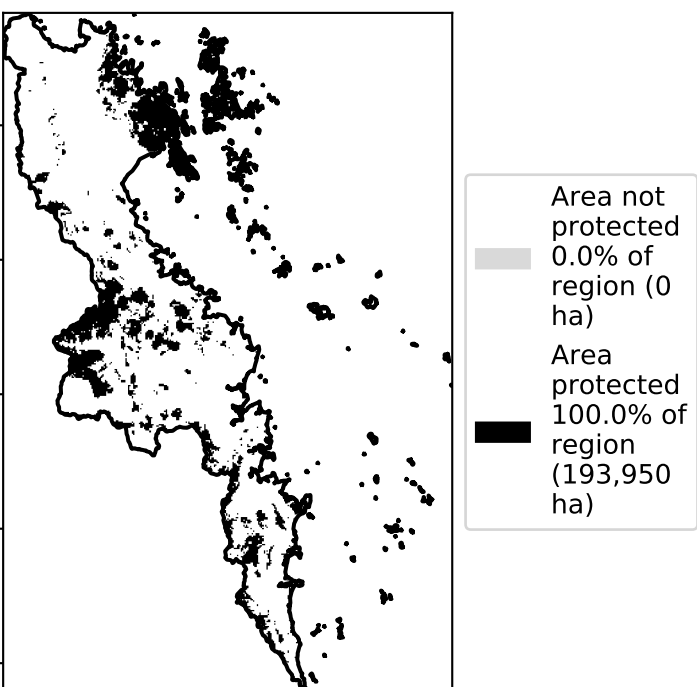 Area not
protected
0.0% of
region (0
ha)
Area
protected
100.0% of
region
(193,950
ha)